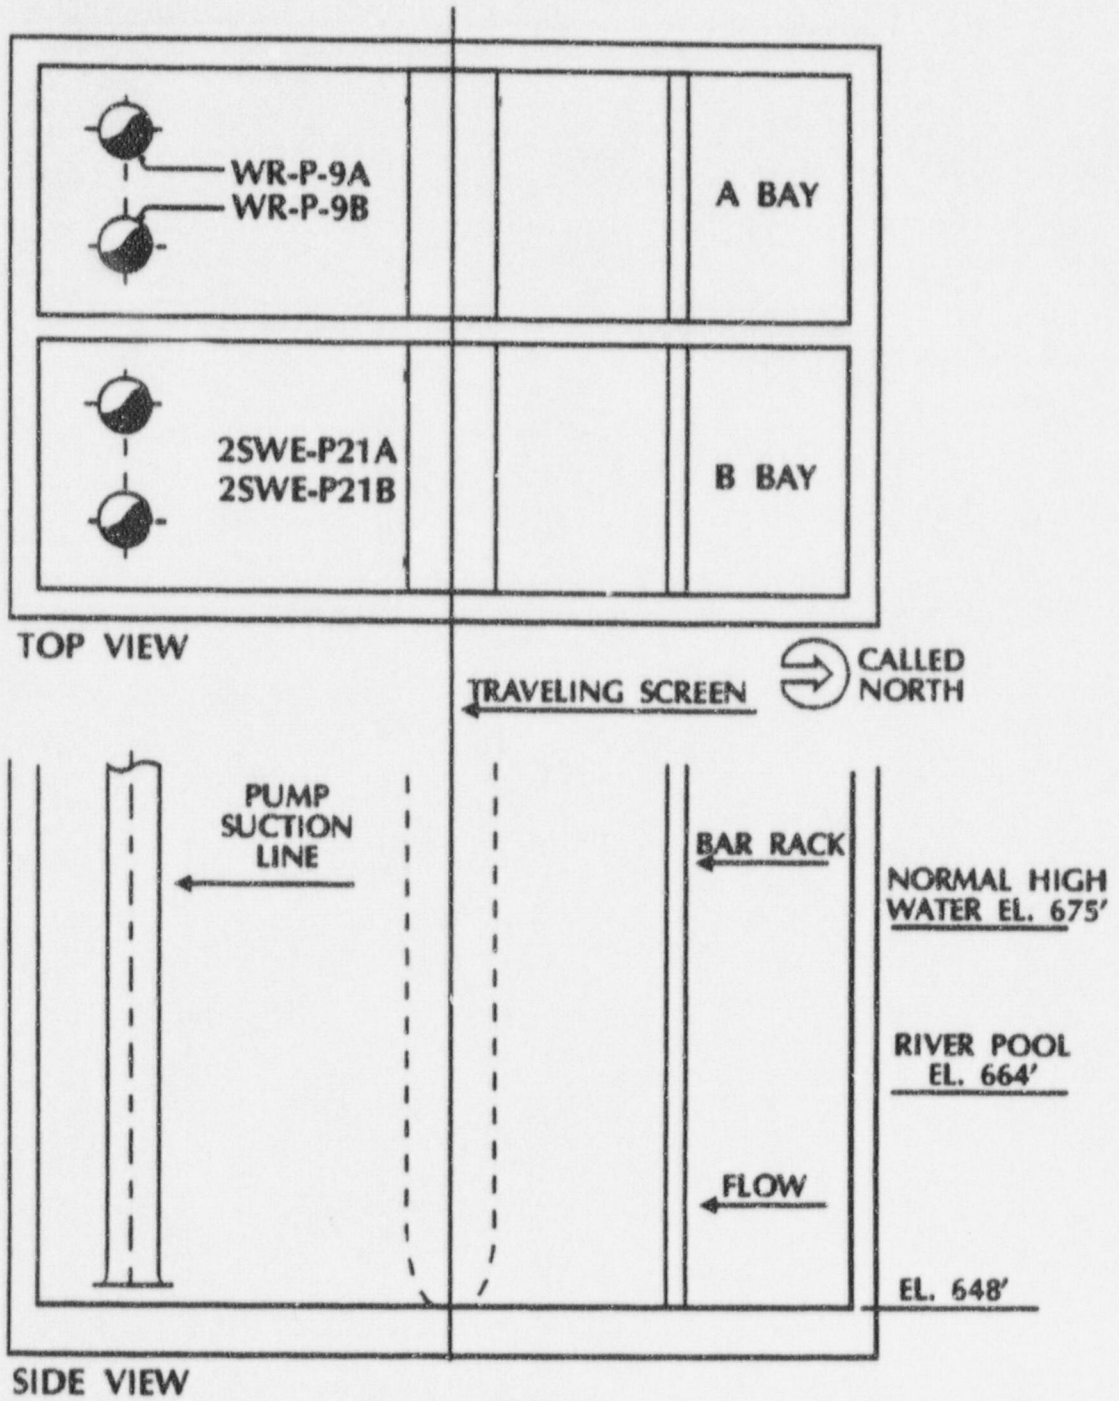 WR-P-9A
WR-P-9B
A BAY
2SWE-P21A
2SWE-P21B
B BAY
TOP VIEW
CALLED
NORTH
TRAVELING SCREEN
PUMP
SUCTION
LINE
BAR RACK
NORMAL HIGH
WATER EL. 675'
RIVER POOL
EL. 664'
FLOW
EL. 648'
SIDE VIEW